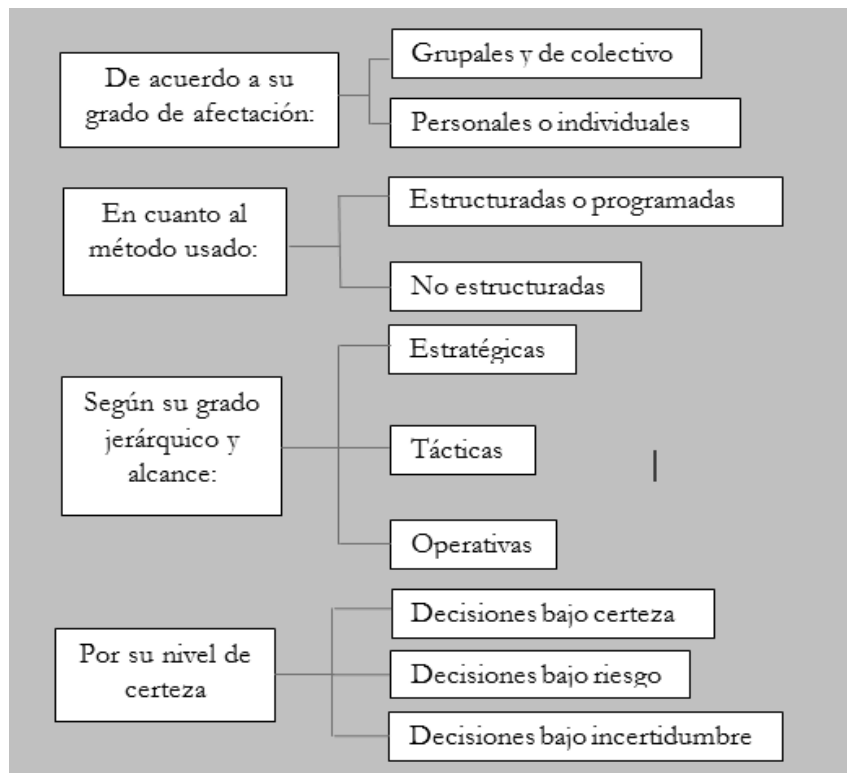 De acuerdo a su
grado de afectación:
Grupales y de colectivo
Personales o individuales
En cuanto al
método usado:
Estructuradas o programadas
No estructuradas
Según su grado
jerárquico y
alcance:
Estratégicas
Tácticas
Operativas
Por su nivel de
certeza
Decisiones bajo certeza
Decisiones bajo riesgo
Decisiones bajo incertidumbre